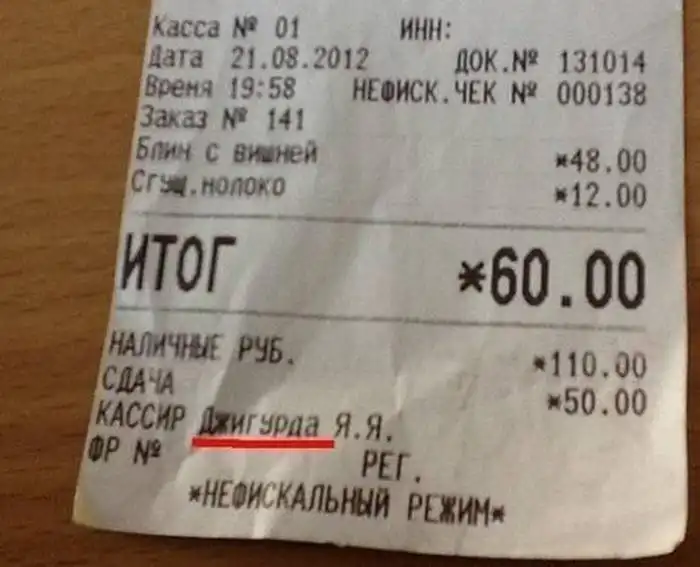 Касса № 01 ИНН:
Дата 21.08.2012 ДОК.№ 131014
Время 19:58 НЕФИСК.ЧЕК № 000138
Заказ № 141
Блин с вишней *48.00
Сгущ.молоко *12.00
ИТОГ *60.00
НАЛИЧНЫЕ РУБ. *110.00
СДАЧА *50.00
КАССИР Джигурда Я.Я.
ФР № РЕГ.
*НЕФИСКАЛЬНЫЙ РЕЖИМ*